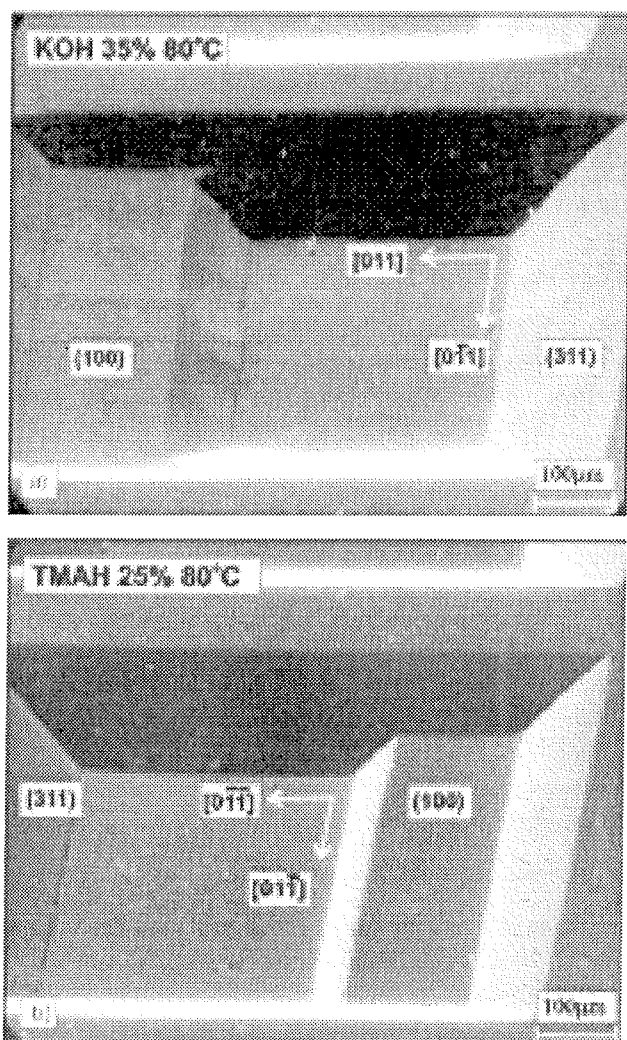 KOH 35% 80°C
[011]
(100)
[01̄1]
(311)
a)
100µm
TMAH 25% 80°C
(311)
[01̄1̄]
(100)
[011̄]
b)
100µm